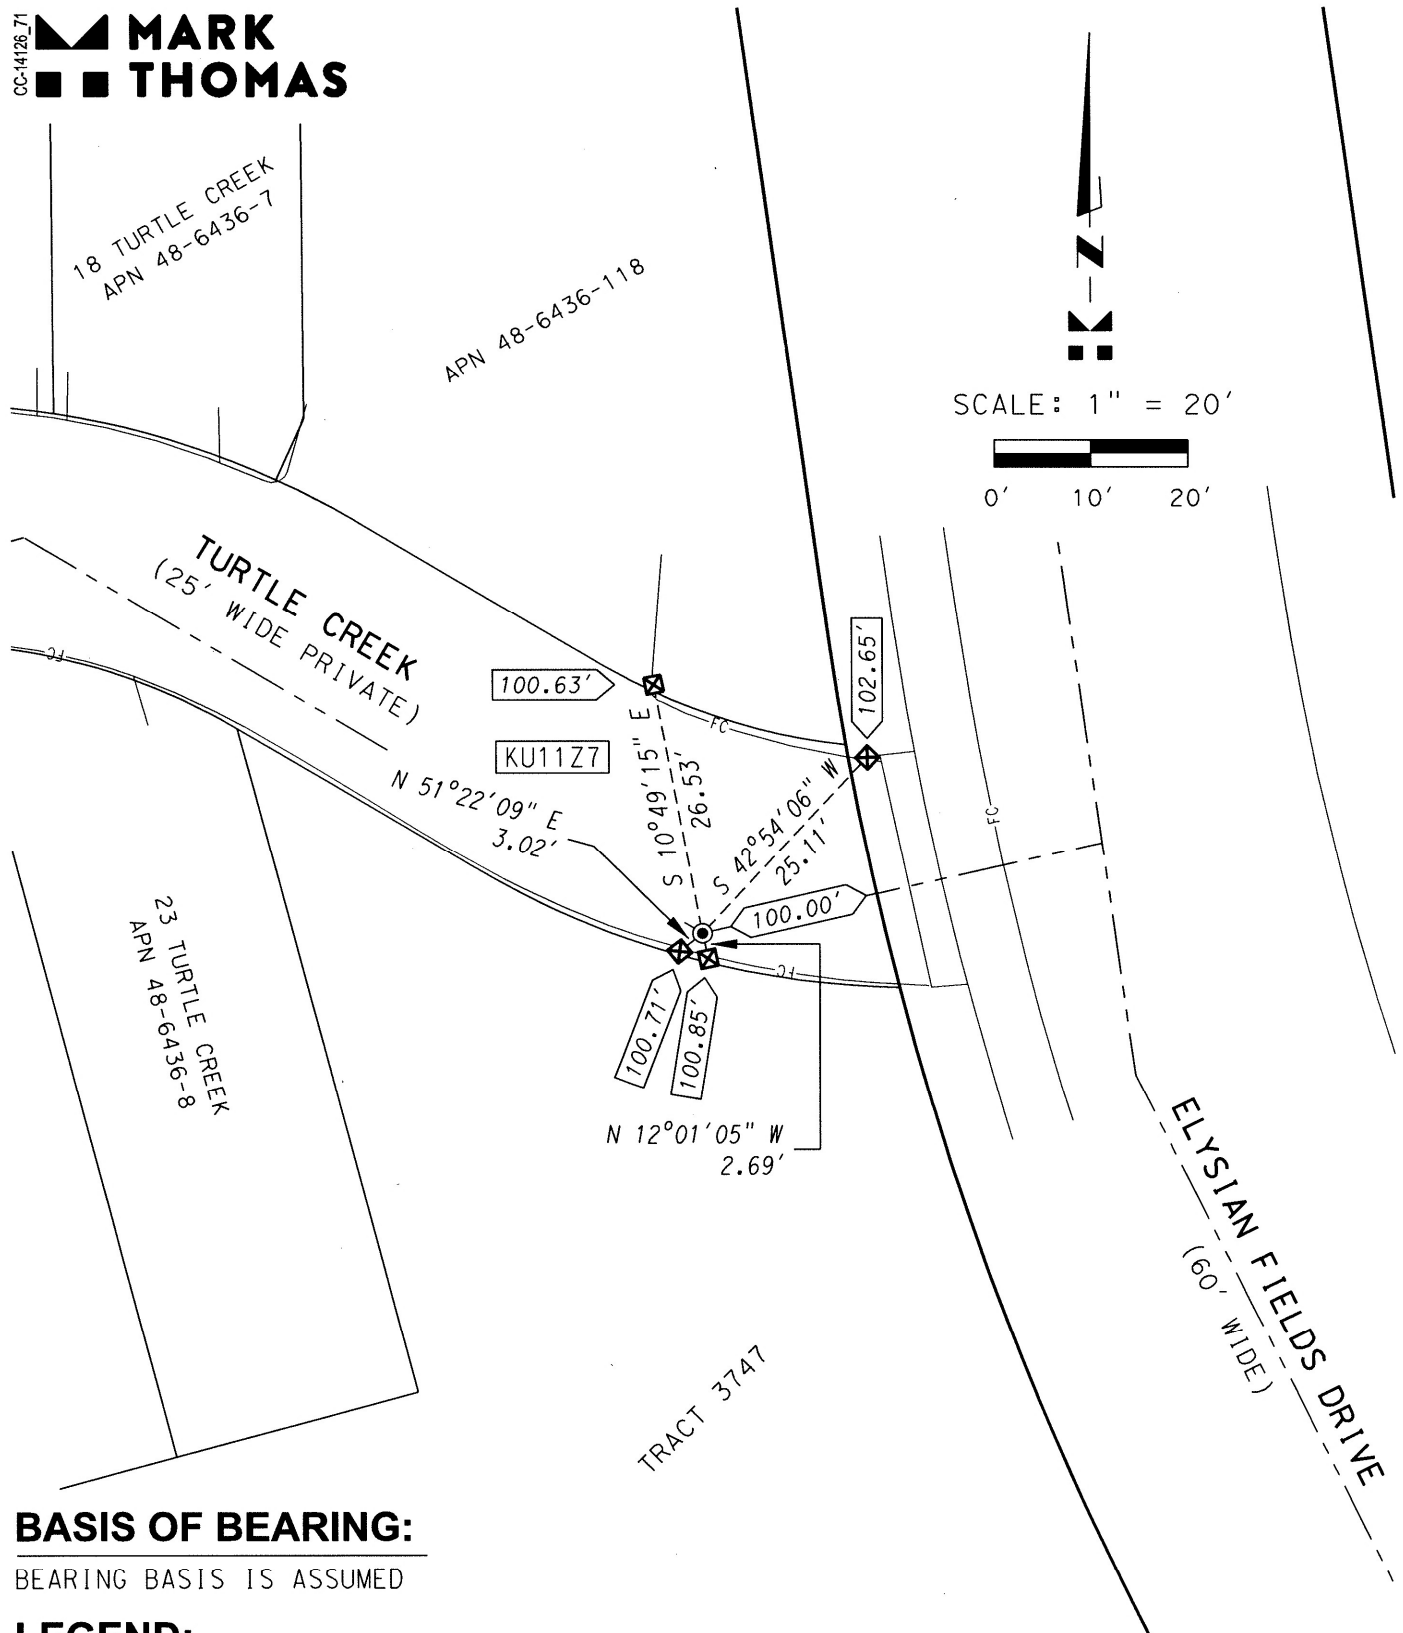 CC-14126_71
MARK
THOMAS
18 TURTLE CREEK
APN 48-6436-7
APN 48-6436-118
N
SCALE: 1" = 20'
0' 10' 20'
TURTLE CREEK
(25' WIDE PRIVATE)
FC
100.63'
KU11Z7
102.65'
FC
S 10°49'15" E
26.53'
N 51°22'09" E
3.02'
S 42°54'06" W
25.11'
FC
100.00'
23 TURTLE CREEK
APN 48-6436-8
FC
100.71'
100.85'
N 12°01'05" W
2.69'
ELYSIAN FIELDS DRIVE
(60' WIDE)
TRACT 3747
BASIS OF BEARING:
BEARING BASIS IS ASSUMED
LEGEND: